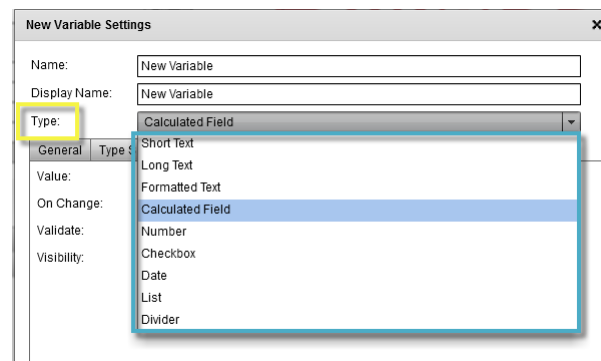 New Variable Settings
Name: New Variable
Display Name: New Variable
Type: Calculated Field
General Type S
Short Text
Long Text
Value:
Formatted Text
On Change:
Calculated Field
Validate:
Number
Visibility:
Checkbox
Date
List
Divider